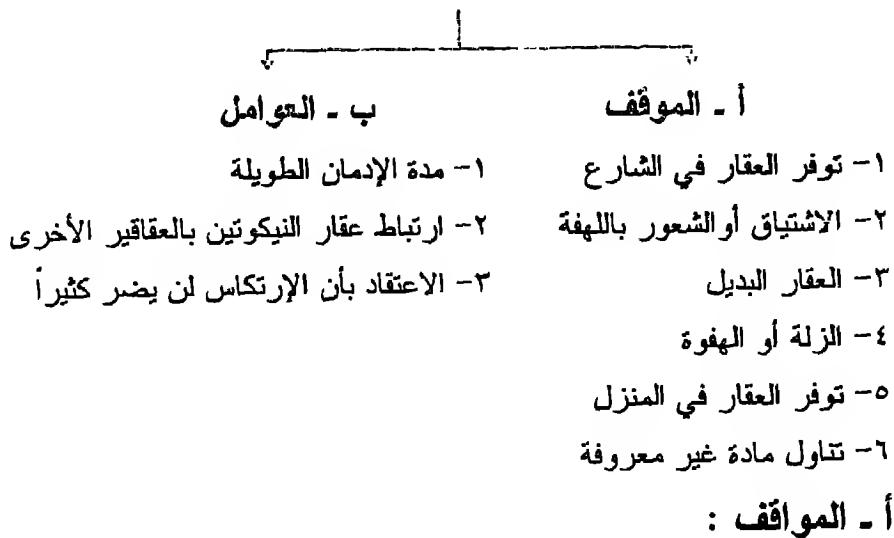 أ ـ الموقف
١- توفر العقار في الشارع
٢- الاشتياق أو الشعور باللهفة
٣- العقار البديل
٤- الزلة أو الهفوة
٥- توفر العقار في المنزل
٦- تناول مادة غير معروفة
ب ـ العوامل
١- مدة الإدمان الطويلة
٢- ارتباط عقار النيكوتين بالعقاقير الأخرى
٣- الاعتقاد بأن الإرتكاس لن يضر كثيراً
أ ـ المواقف :